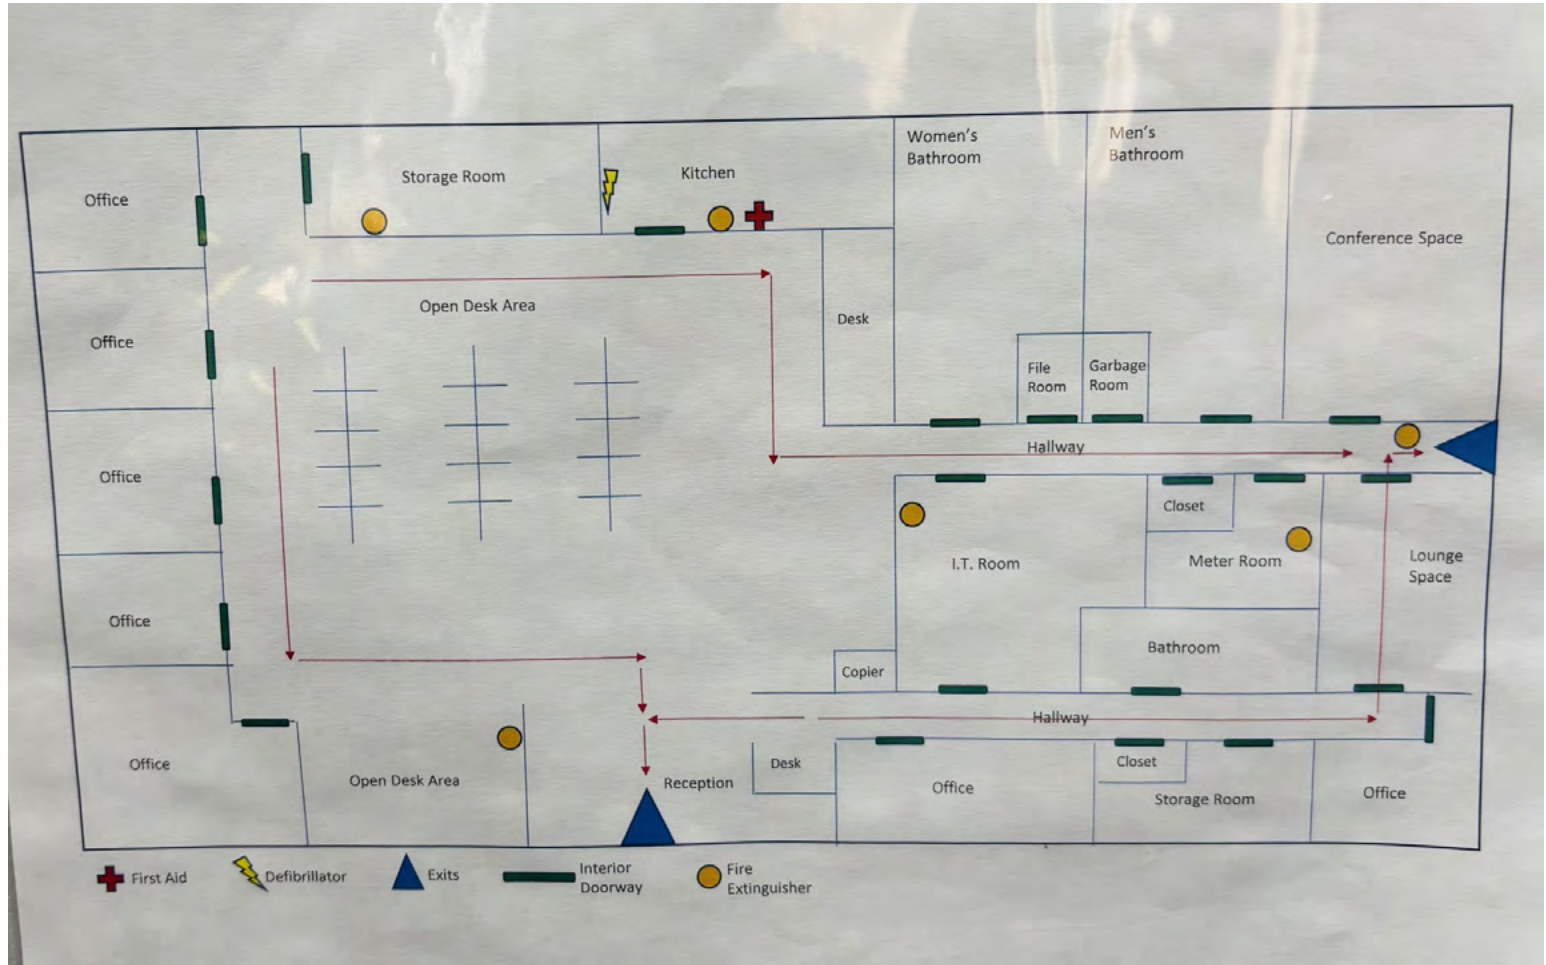 Women's
Bathroom
Men's
Bathroom
Office
Storage Room
Kitchen
Conference Space
Open Desk Area
Desk
Office
File
Room
Garbage
Room
Hallway
Office
Closet
I.T. Room
Meter Room
Lounge
Space
Office
Bathroom
Copier
Hallway
Office
Open Desk Area
Reception
Desk
Office
Closet
Storage Room
Office
First Aid
Defibrillator
Exits
Interior
Doorway
Fire
Extinguisher